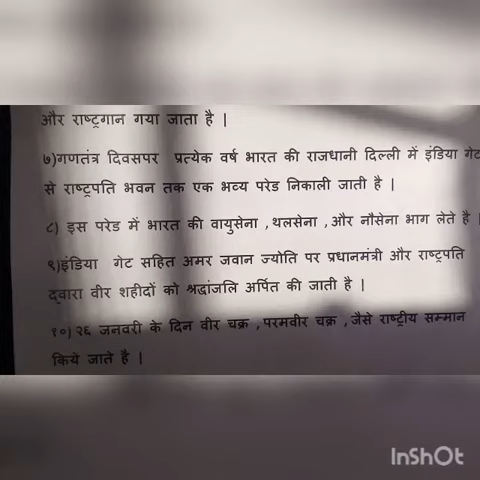 और राष्ट्रगान गया जाता है |
७)गणतंत्र दिवसपर प्रत्येक वर्ष भारत की राजधानी दिल्ली में इंडिया गेट
से राष्ट्रपति भवन तक एक भव्य परेड निकाली जाती है |
८) इस परेड में भारत की वायुसेना ,थलसेना ,और नौसेना भाग लेते है |
९)इंडिया गेट सहित अमर जवान ज्योति पर प्रधानमंत्री और राष्ट्रपति
द्वारा वीर शहीदों को श्रद्धांजलि अर्पित की जाती है |
१०) २६ जनवरी के दिन वीर चक्र ,परमवीर चक्र ,जैसे राष्ट्रीय सम्मान
किये जाते है |
InShOt